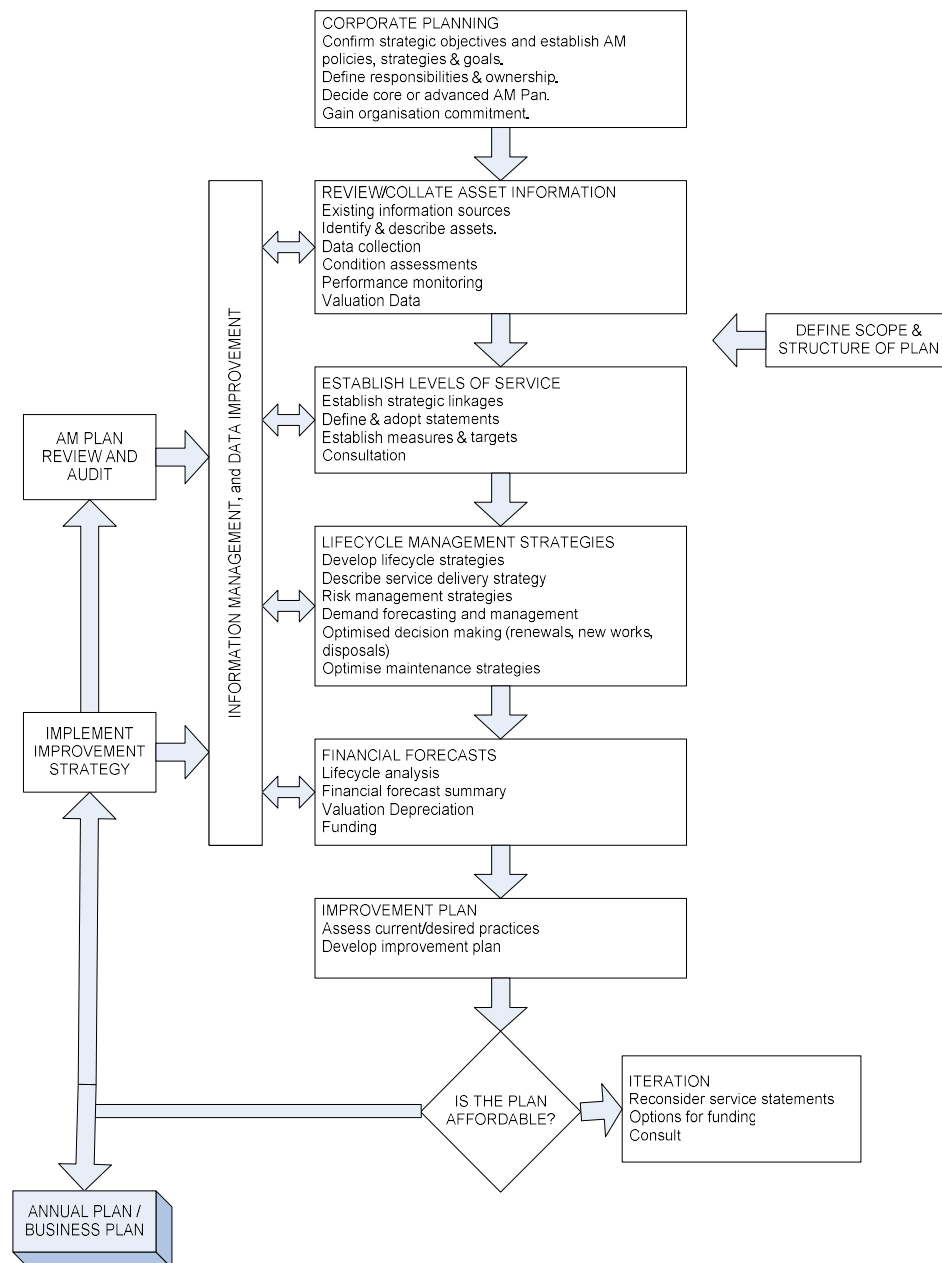 CORPORATE PLANNING
Confirm strategic objectives and establish AM
policies, strategies & goals.
Define responsibilities & ownership.
Decide core or advanced AM Pan.
Gain organisation commitment.
REVIEW/COLLATE ASSET INFORMATION
Existing information sources
Identify & describe assets.
Data collection
Condition assessments
Performance monitoring
Valuation Data
DEFINE SCOPE &
STRUCTURE OF PLAN
INFORMATION MANAGEMENT, and DATA IMPROVEMENT
ESTABLISH LEVELS OF SERVICE
Establish strategic linkages
Define & adopt statements
Establish measures & targets
Consultation
AM PLAN
REVIEW AND
AUDIT
LIFECYCLE MANAGEMENT STRATEGIES
Develop lifecycle strategies
Describe service delivery strategy
Risk management strategies
Demand forecasting and management
Optimised decision making (renewals, new works,
disposals)
Optimise maintenance strategies
IMPLEMENT
IMPROVEMENT
STRATEGY
FINANCIAL FORECASTS
Lifecycle analysis
Financial forecast summary
Valuation Depreciation
Funding
IMPROVEMENT PLAN
Assess current/desired practices
Develop improvement plan
IS THE PLAN
AFFORDABLE?
ITERATION
Reconsider service statements
Options for funding
Consult
ANNUAL PLAN /
BUSINESS PLAN